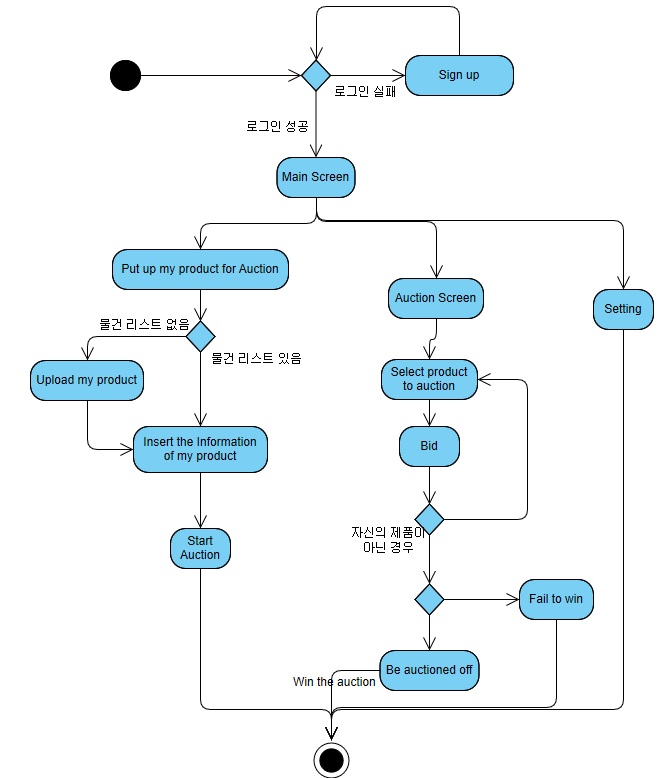 Sign up
로그인 실패
로그인 성공
Main Screen
Put up my product for Auction
Auction Screen
Setting
물건 리스트 없음
물건 리스트 있음
Upload my product
Select product
to auction
Insert the Information
of my product
Bid
Start
Auction
자신의 제품이
아닌 경우
Fail to win
Be auctioned off
Win the auction